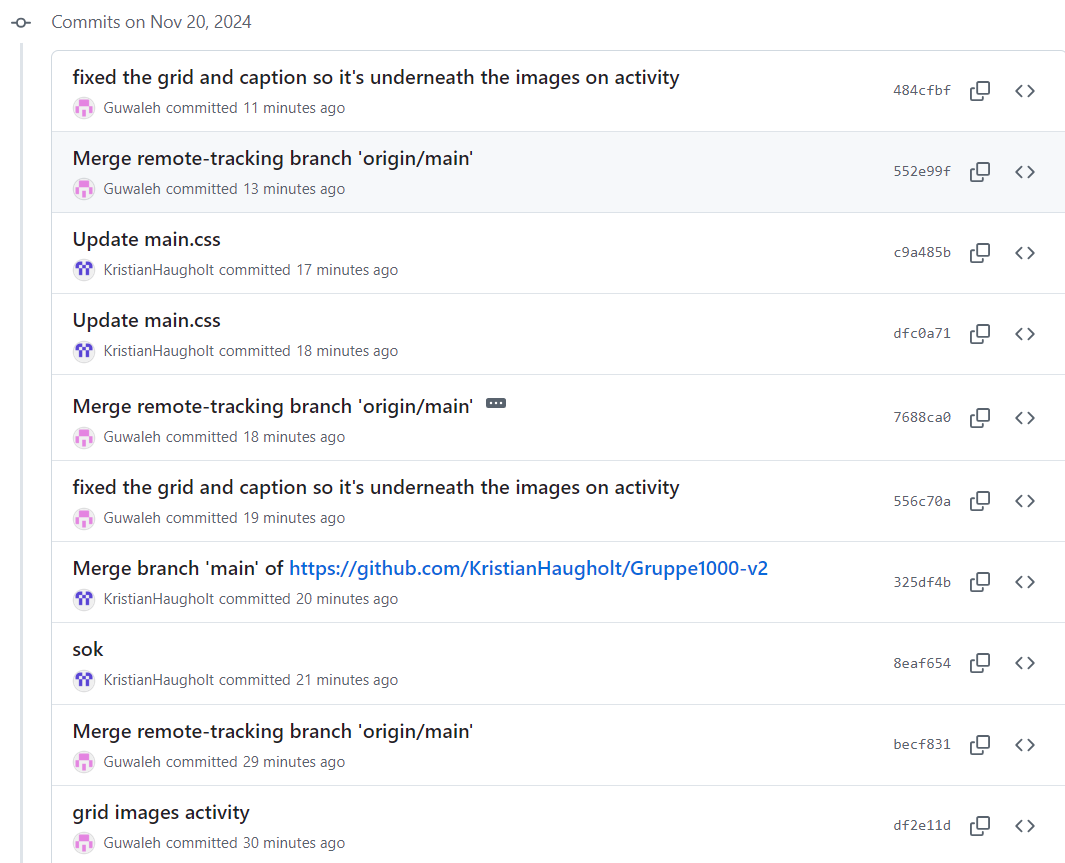 Commits on Nov 20, 2024
fixed the grid and caption so it's underneath the images on activity
484cfbf
Guwaleh committed 11 minutes ago
Merge remote-tracking branch 'origin/main'
552e99f
Guwaleh committed 13 minutes ago
Update main.css
c9a485b
KristianHaugholt committed 17 minutes ago
Update main.css
dfc0a71
KristianHaugholt committed 18 minutes ago
Merge remote-tracking branch 'origin/main'
7688ca0
Guwaleh committed 18 minutes ago
fixed the grid and caption so it's underneath the images on activity
556c70a
Guwaleh committed 19 minutes ago
Merge branch 'main' of https://github.com/KristianHaugholt/Gruppe1000-v2
325df4b
KristianHaugholt committed 20 minutes ago
sok
8eaf654
KristianHaugholt committed 21 minutes ago
Merge remote-tracking branch 'origin/main'
becf831
Guwaleh committed 29 minutes ago
grid images activity
df2e11d
Guwaleh committed 30 minutes ago